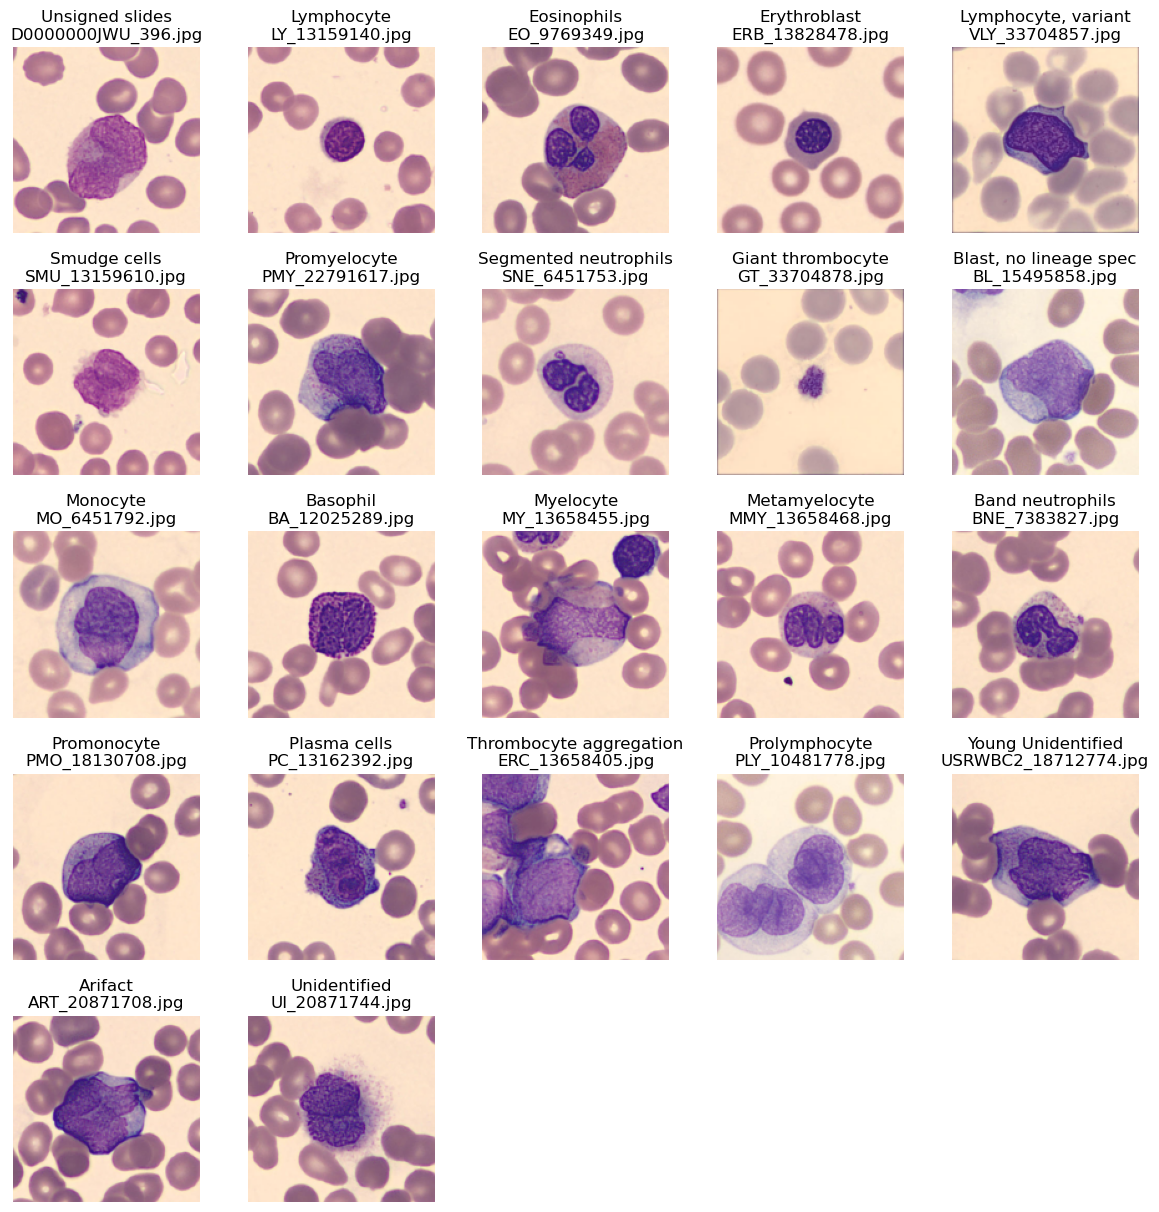 Unsigned slides
D0000000JWU_396.jpg
Lymphocyte
LY_13159140.jpg
Eosinophils
EO_9769349.jpg
Erythroblast
ERB_13828478.jpg
Lymphocyte, variant
VLY_33704857.jpg
Smudge cells
SMU_13159610.jpg
Promyelocyte
PMY_22791617.jpg
Segmented neutrophils
SNE_6451753.jpg
Giant thrombocyte
GT_33704878.jpg
Blast, no lineage spec
BL_15495858.jpg
Monocyte
MO_6451792.jpg
Basophil
BA_12025289.jpg
Myelocyte
MY_13658455.jpg
Metamyelocyte
MMY_13658468.jpg
Band neutrophils
BNE_7383827.jpg
Promonocyte
PMO_18130708.jpg
Plasma cells
PC_13162392.jpg
Thrombocyte aggregation
ERC_13658405.jpg
Prolymphocyte
PLY_10481778.jpg
Young Unidentified
USRWBC2_18712774.jpg
Arifact
ART_20871708.jpg
Unidentified
UI_20871744.jpg